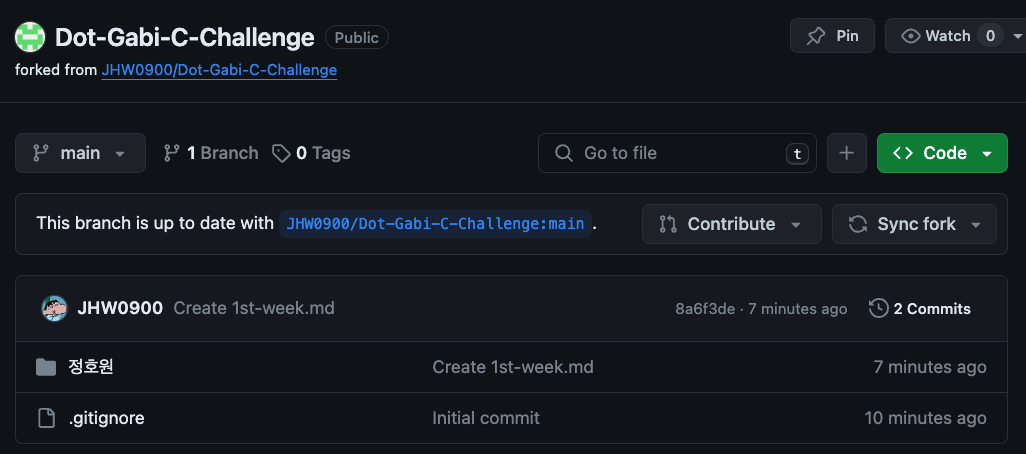 Dot-Gabi-C-Challenge Public Pin Watch 0
forked from JHW0900/Dot-Gabi-C-Challenge
main 1 Branch 0 Tags Go to file t + Code
This branch is up to date with JHW0900/Dot-Gabi-C-Challenge:main . Contribute Sync fork
JHW0900 Create 1st-week.md 8a6f3de · 7 minutes ago 2 Commits
정호원 Create 1st-week.md 7 minutes ago
.gitignore Initial commit 10 minutes ago